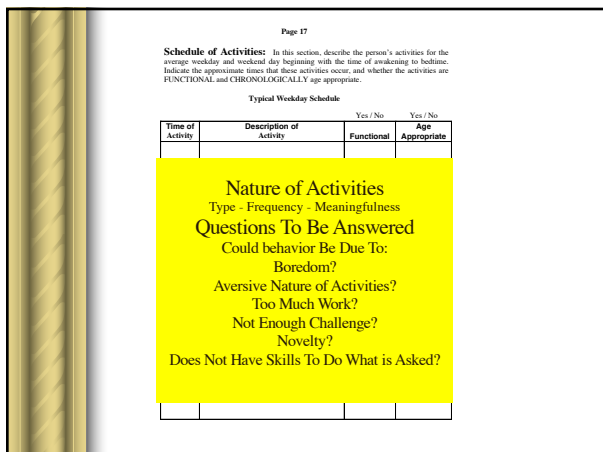 Page 17
Schedule of Activities: In this section, describe the person's activities for the
average weekday and weekend day beginning with the time of awakening to bedtime.
Indicate the approximate times that these activities occur, and whether the activities are
FUNCTIONAL and CHRONOLOGICALLY age appropriate.
Typical Weekday Schedule
Yes / No Yes / No
Time of Activity Description of Activity Functional Age Appropriate
Nature of Activities
Type - Frequency - Meaningfulness
Questions To Be Answered
Could behavior Be Due To:
Boredom?
Aversive Nature of Activities?
Too Much Work?
Not Enough Challenge?
Novelty?
Does Not Have Skills To Do What is Asked?